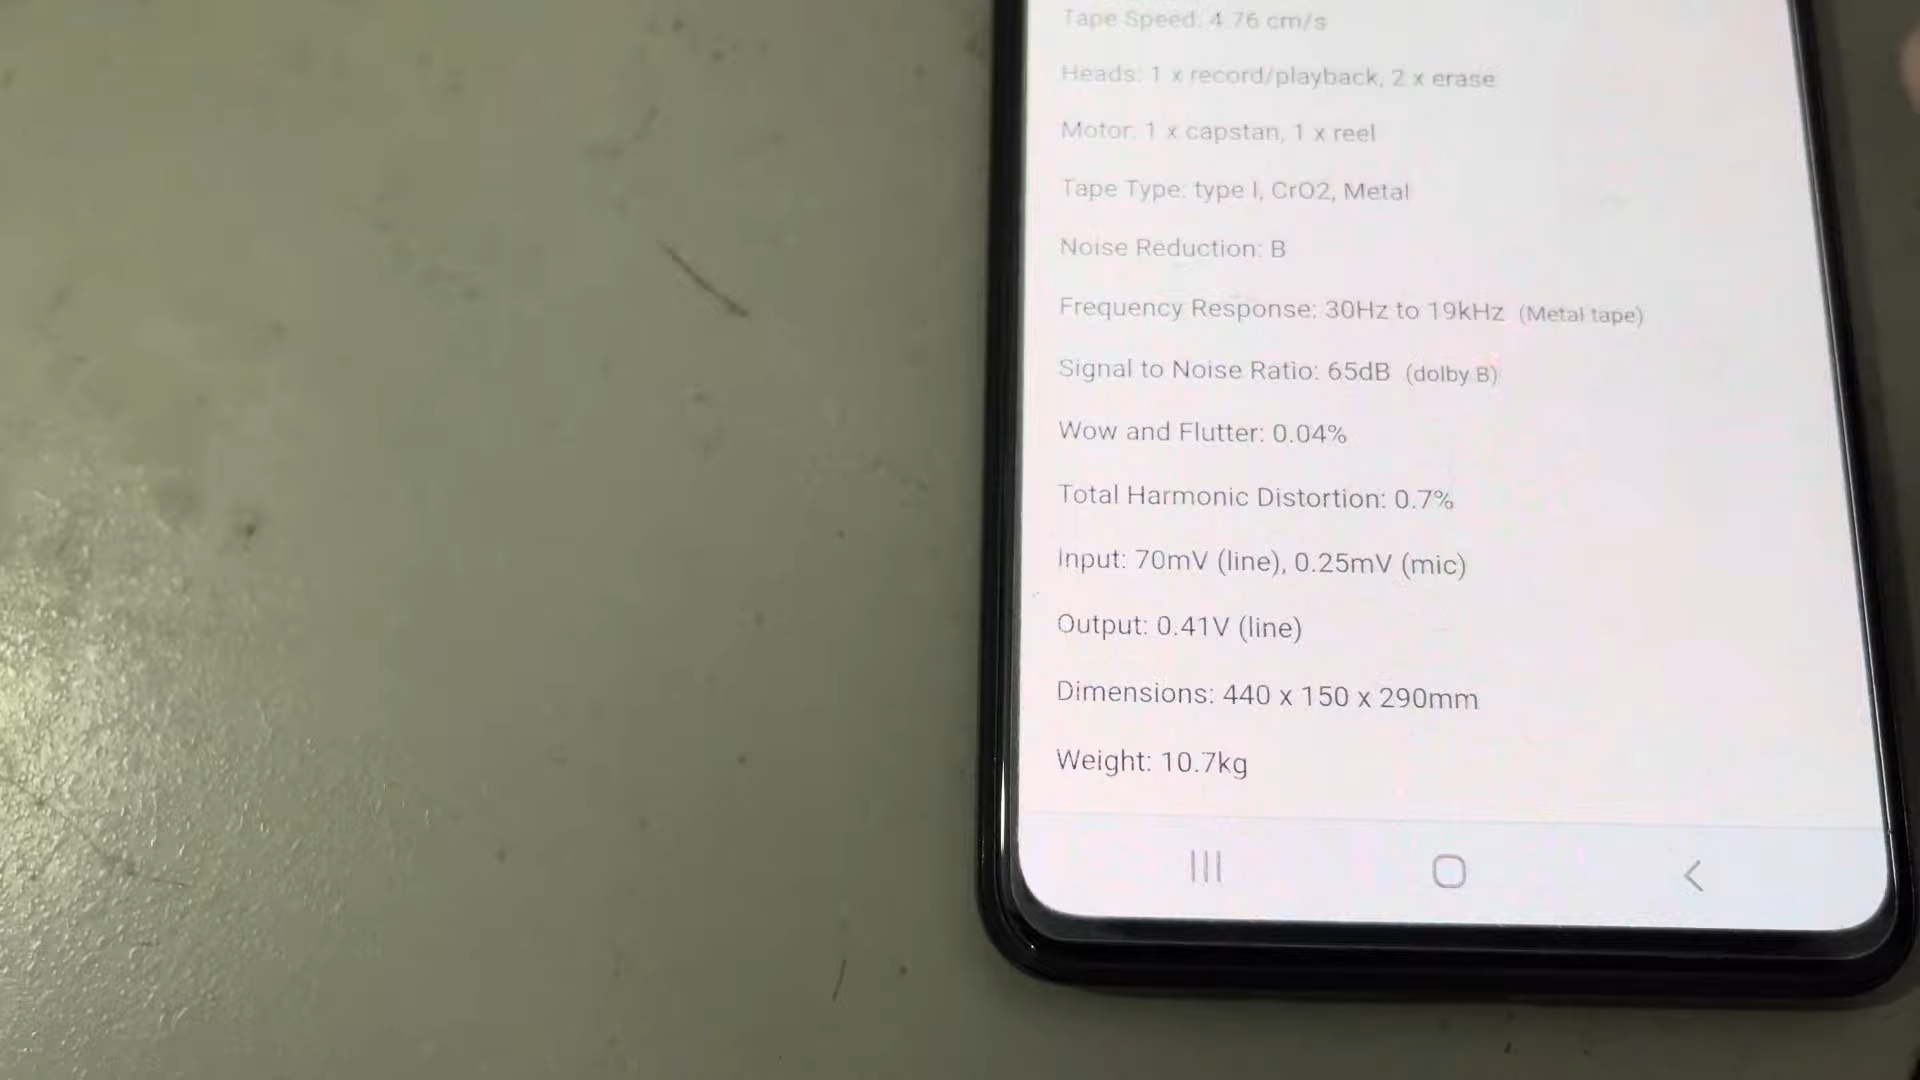 Tape Speed: 4.76 cm/s
Heads: 1 x record/playback, 2 x erase
Motor: 1 x capstan, 1 x reel
Tape Type: type I, CrO2, Metal
Noise Reduction: B
Frequency Response: 30Hz to 19kHz (Metal tape)
Signal to Noise Ratio: 65dB (dolby B)
Wow and Flutter: 0.04%
Total Harmonic Distortion: 0.7%
Input: 70mV (line), 0.25mV (mic)
Output: 0.41V (line)
Dimensions: 440 x 150 x 290mm
Weight: 10.7kg